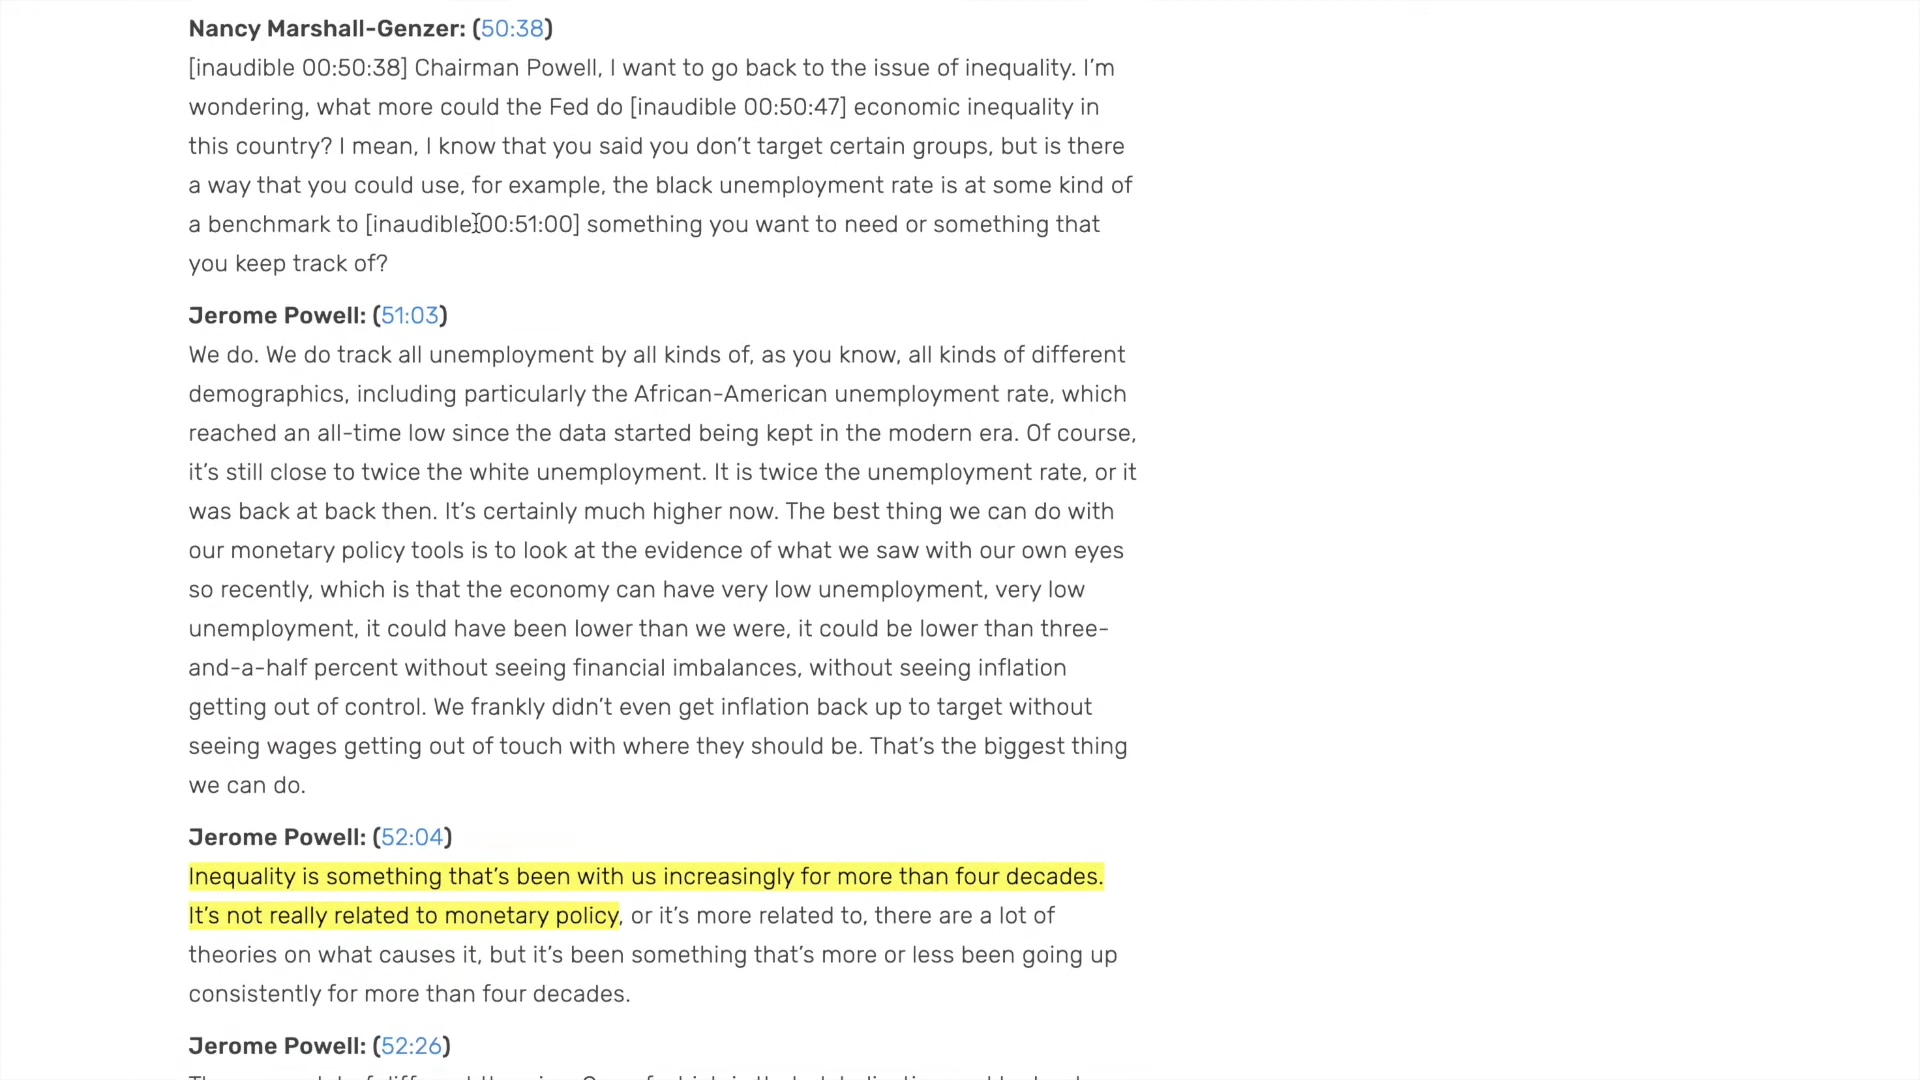 Nancy Marshall-Genzer: (50:38)
[inaudible 00:50:38] Chairman Powell, I want to go back to the issue of inequality. I’m
wondering, what more could the Fed do [inaudible 00:50:47] economic inequality in
this country? I mean, I know that you said you don’t target certain groups, but is there
a way that you could use, for example, the black unemployment rate is at some kind of
a benchmark to [inaudible 00:51:00] something you want to need or something that
you keep track of?
Jerome Powell: (51:03)
We do. We do track all unemployment by all kinds of, as you know, all kinds of different
demographics, including particularly the African-American unemployment rate, which
reached an all-time low since the data started being kept in the modern era. Of course,
it’s still close to twice the white unemployment. It is twice the unemployment rate, or it
was back at back then. It’s certainly much higher now. The best thing we can do with
our monetary policy tools is to look at the evidence of what we saw with our own eyes
so recently, which is that the economy can have very low unemployment, very low
unemployment, it could have been lower than we were, it could be lower than three-
and-a-half percent without seeing financial imbalances, without seeing inflation
getting out of control. We frankly didn’t even get inflation back up to target without
seeing wages getting out of touch with where they should be. That’s the biggest thing
we can do.
Jerome Powell: (52:04)
Inequality is something that’s been with us increasingly for more than four decades.
It’s not really related to monetary policy, or it’s more related to, there are a lot of
theories on what causes it, but it’s been something that’s more or less been going up
consistently for more than four decades.
Jerome Powell: (52:26)